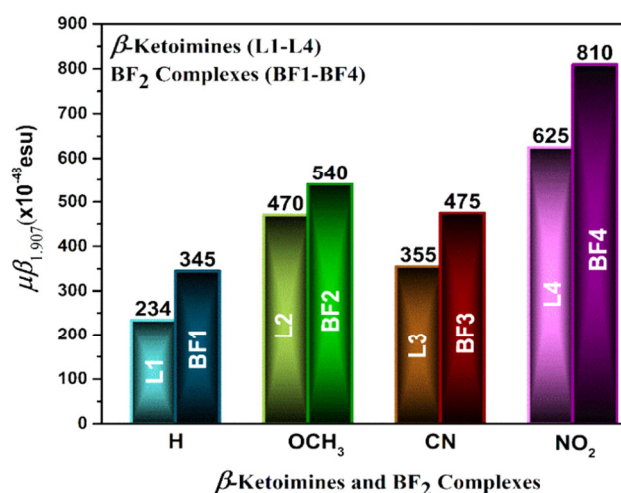 β-Ketoimines (L1-L4)
BF₂ Complexes (BF1-BF4)
μβ₁.₉₀₇(x10⁻⁴⁸esu)
900
800
700
600
500
400
300
200
100
0
234
345
470
540
355
475
625
810
L1
BF1
L2
BF2
L3
BF3
L4
BF4
H
OCH₃
CN
NO₂
β-Ketoimines and BF₂ Complexes